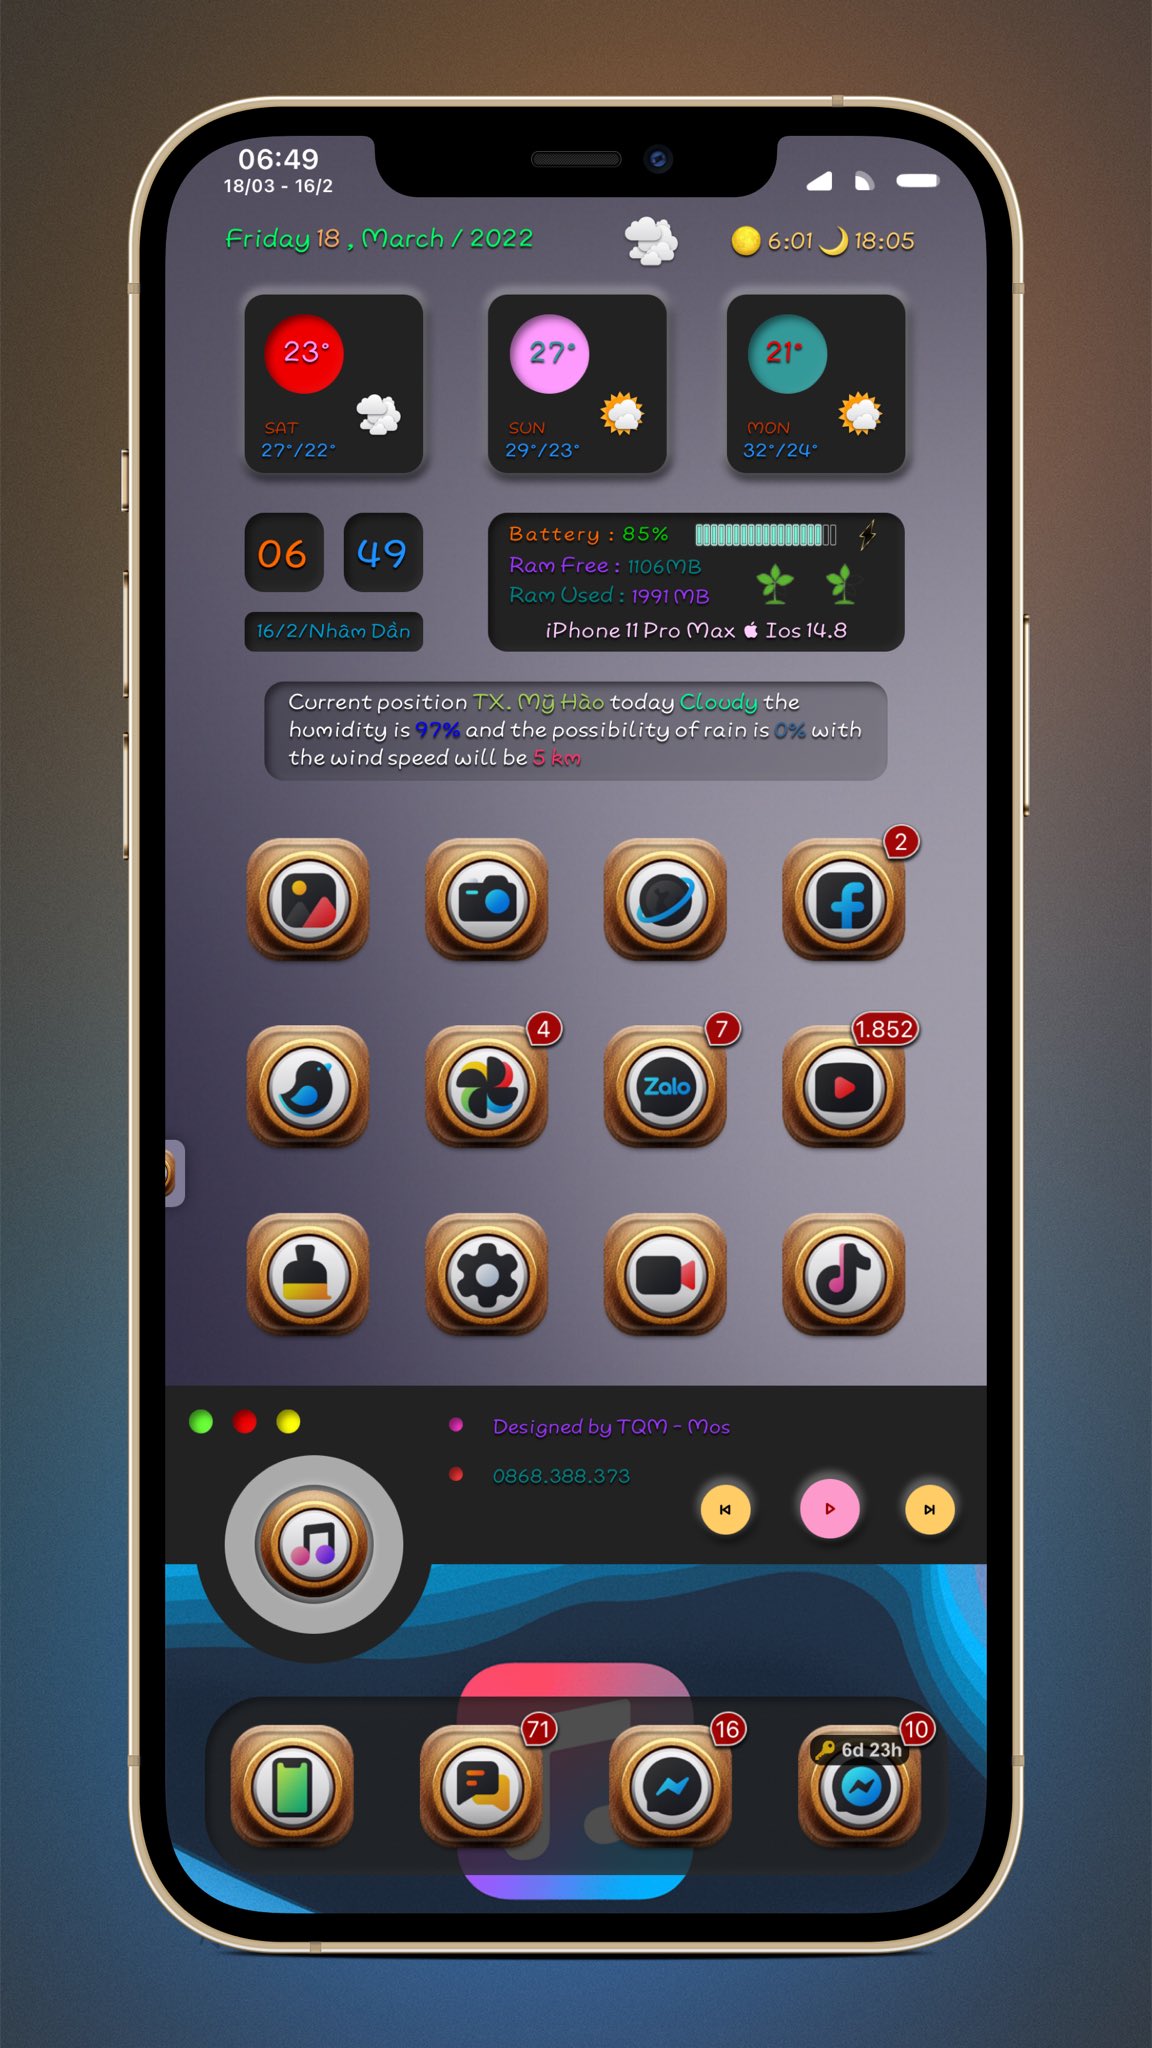 06:49
18/03 - 16/2
Friday 18 , March / 2022
6:01 18:05
23°
SAT
27°/22°
27°
SUN
29°/23°
21°
MON
32°/24°
06 49
16/2/Nhâm Dần
Battery : 85%
Ram Free : 1106MB
Ram Used : 1991 MB
iPhone 11 Pro Max Ios 14.8
Current position TX. Mỹ Hào today Cloudy the
humidity is 97% and the possibility of rain is 0% with
the wind speed will be 5 km
2
4
7
Zalo
1.852
Designed by TQM - Mos
0868.388.373
71
16
10
6d 23h